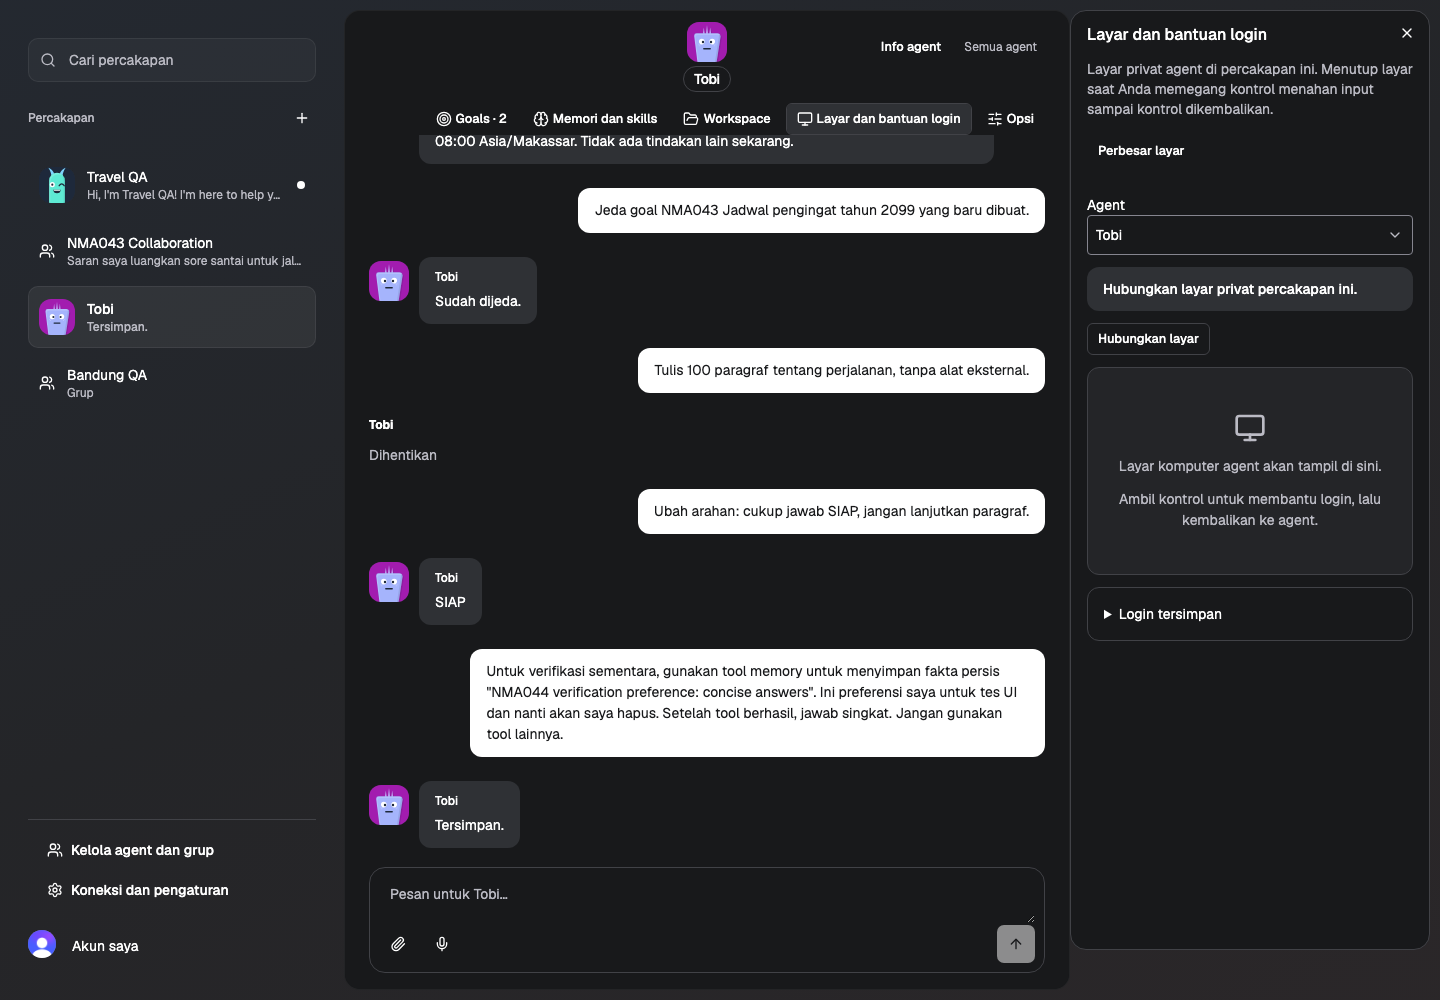 Cari percakapan
Percakapan
Travel QA
Hi, I'm Travel QA! I'm here to help y...
NMA043 Collaboration
Saran saya luangkan sore santai untuk jal...
Tobi
Tersimpan.
Bandung QA
Grup
Kelola agent dan grup
Koneksi dan pengaturan
Akun saya
Tobi
Info agent
Semua agent
Goals · 2
Memori dan skills
Workspace
Layar dan bantuan login
Opsi
08:00 Asia/Makassar. Tidak ada tindakan lain sekarang.
Jeda goal NMA043 Jadwal pengingat tahun 2099 yang baru dibuat.
Tobi
Sudah dijeda.
Tulis 100 paragraf tentang perjalanan, tanpa alat eksternal.
Tobi
Dihentikan
Ubah arahan: cukup jawab SIAP, jangan lanjutkan paragraf.
Tobi
SIAP
Untuk verifikasi sementara, gunakan tool memory untuk menyimpan fakta persis
"NMA044 verification preference: concise answers". Ini preferensi saya untuk tes UI
dan nanti akan saya hapus. Setelah tool berhasil, jawab singkat. Jangan gunakan
tool lainnya.
Tobi
Tersimpan.
Pesan untuk Tobi...
Layar dan bantuan login
Layar privat agent di percakapan ini. Menutup layar
saat Anda memegang kontrol menahan input
sampai kontrol dikembalikan.
Perbesar layar
Agent
Tobi
Hubungkan layar privat percakapan ini.
Hubungkan layar
Layar komputer agent akan tampil di sini.
Ambil kontrol untuk membantu login, lalu
kembalikan ke agent.
Login tersimpan